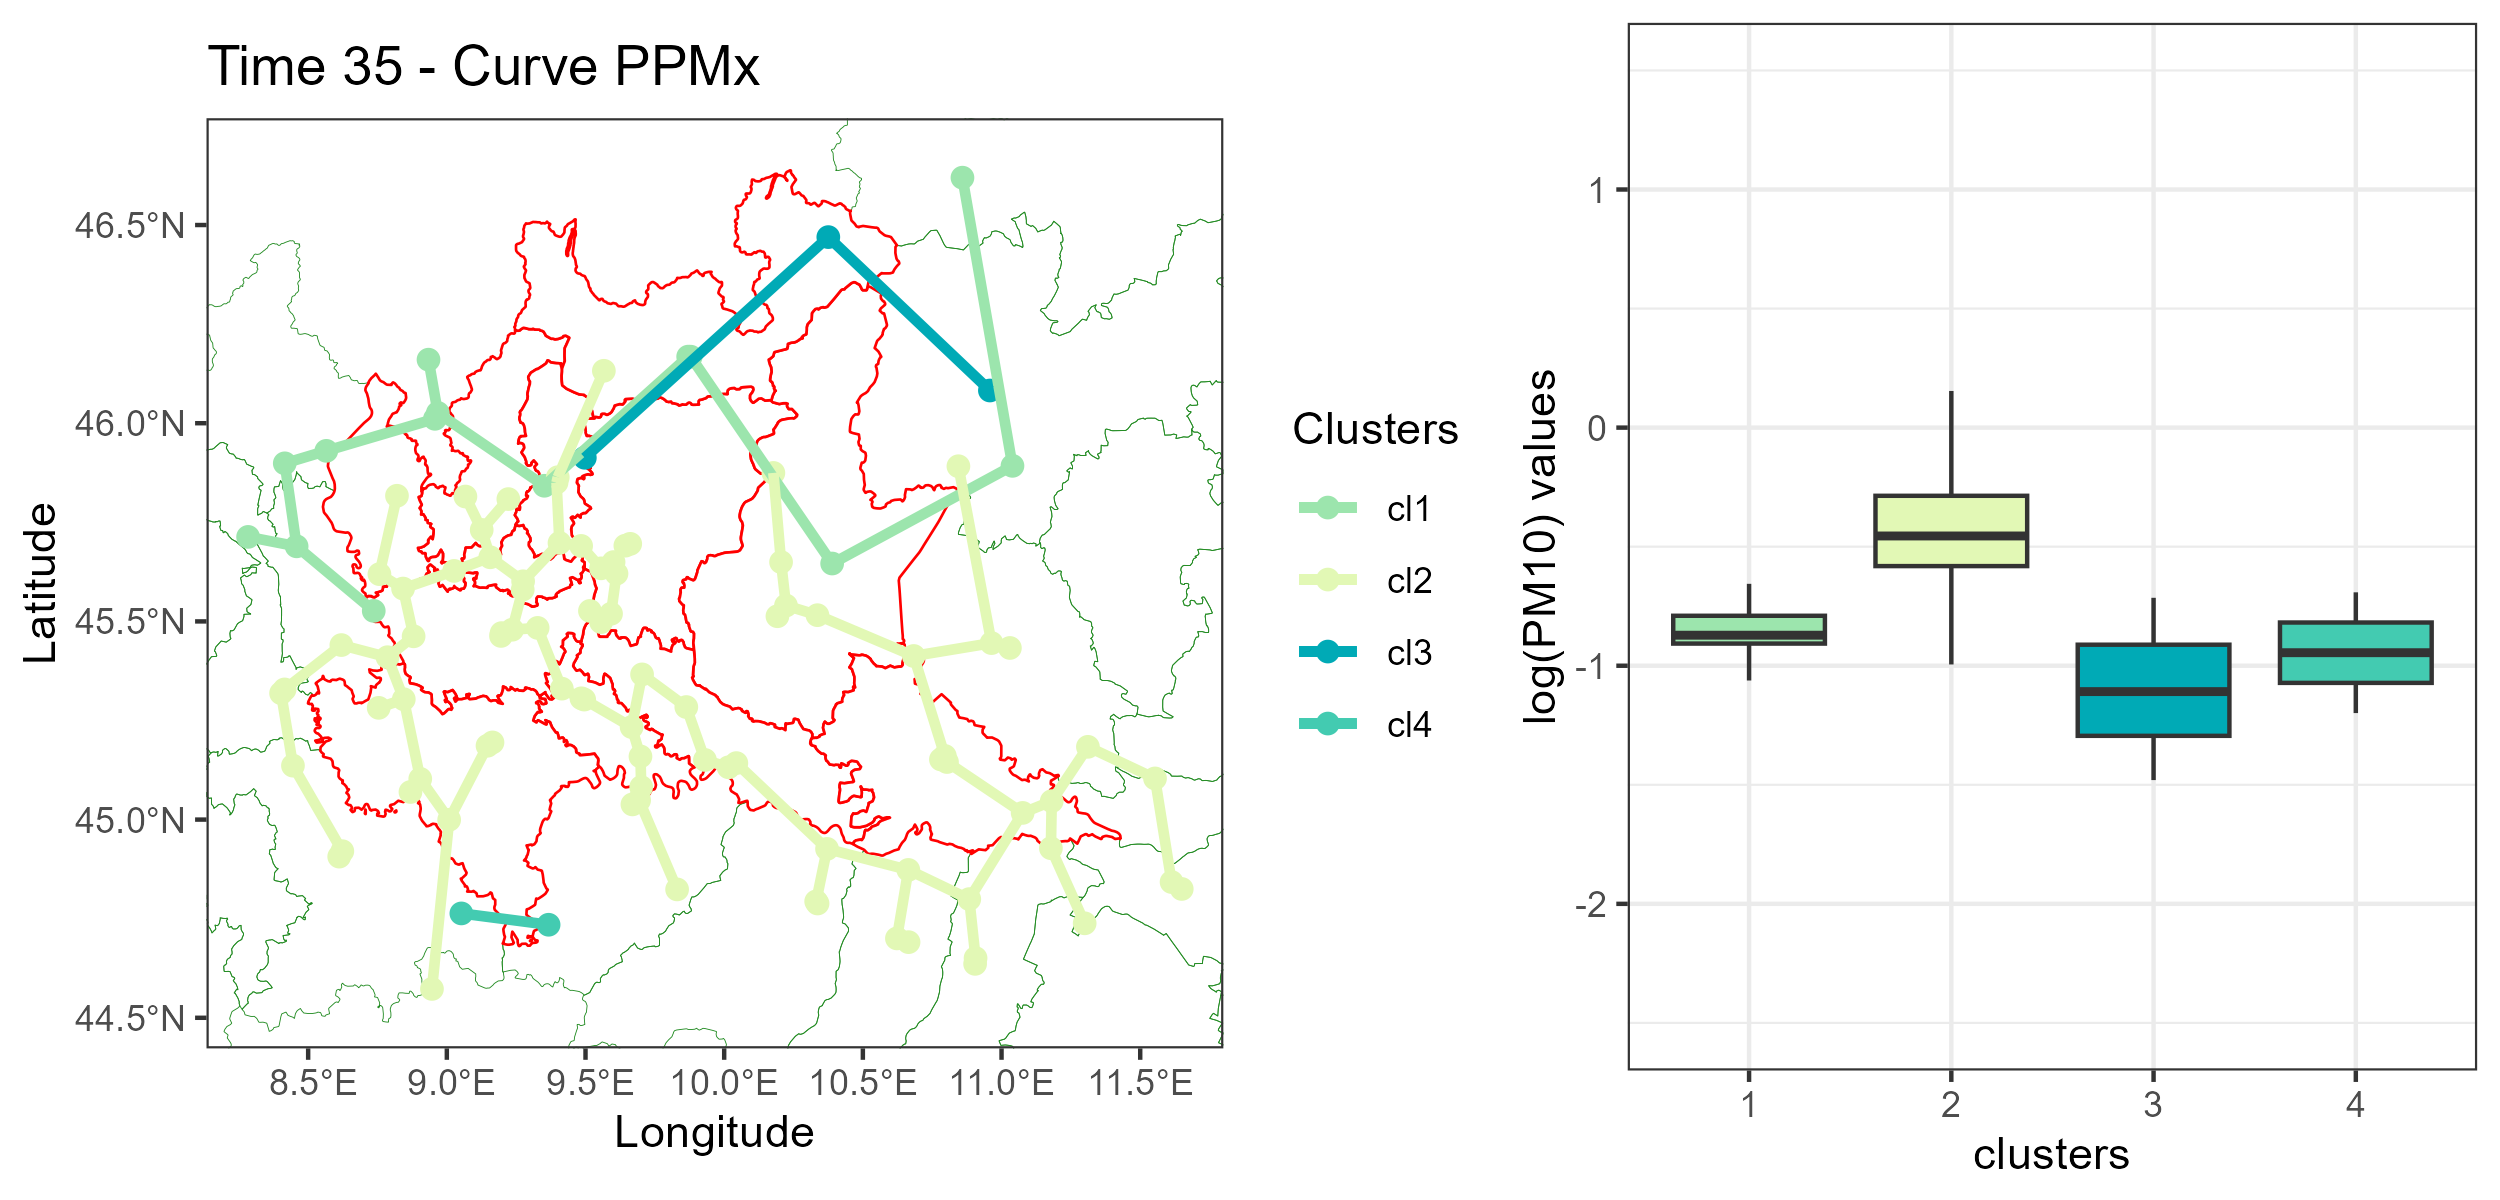 Time 35 - Curve PPMx
Latitude
46.5°N
46.0°N
45.5°N
45.0°N
44.5°N
8.5°E
9.0°E
9.5°E
10.0°E
10.5°E
11.0°E
11.5°E
Longitude
Clusters
cl1
cl2
cl3
cl4
log(PM10) values
1
0
-1
-2
1
2
3
4
clusters